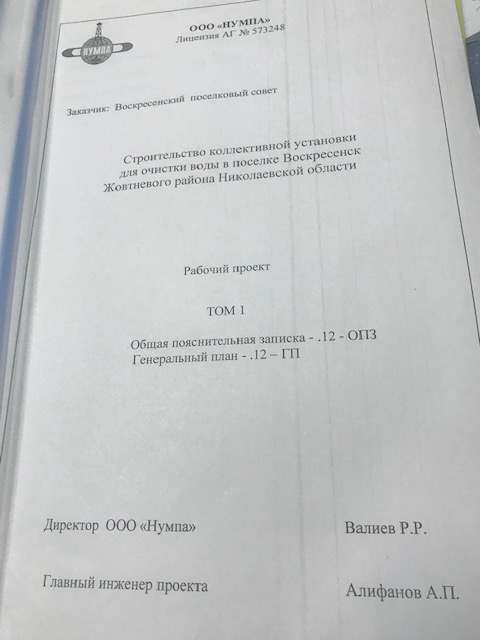 НУМПА
ООО «НУМПА»
Лицензия АГ № 573248
Заказчик: Воскресенский поселковый совет
Строительство коллективной установки
для очистки воды в поселке Воскресенск
Жовтневого района Николаевской области
Рабочий проект
ТОМ 1
Общая пояснительная записка - .12 - ОПЗ
Генеральный план - .12 – ГП
Директор ООО «Нумпа» Валиев Р.Р.
Главный инженер проекта Алифанов А.П.